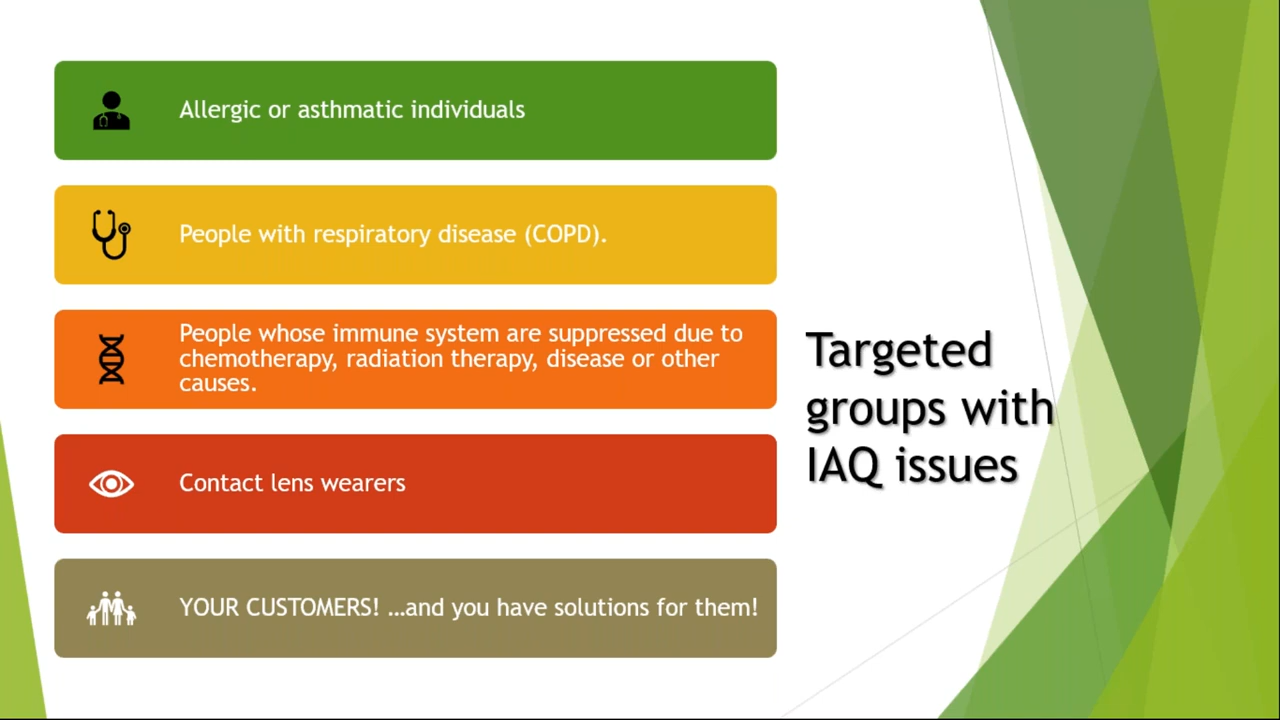 Allergic or asthmatic individuals
People with respiratory disease (COPD).
People whose immune system are suppressed due to
chemotherapy, radiation therapy, disease or other
causes.
Contact lens wearers
YOUR CUSTOMERS! …and you have solutions for them!
Targeted
groups with
IAQ issues